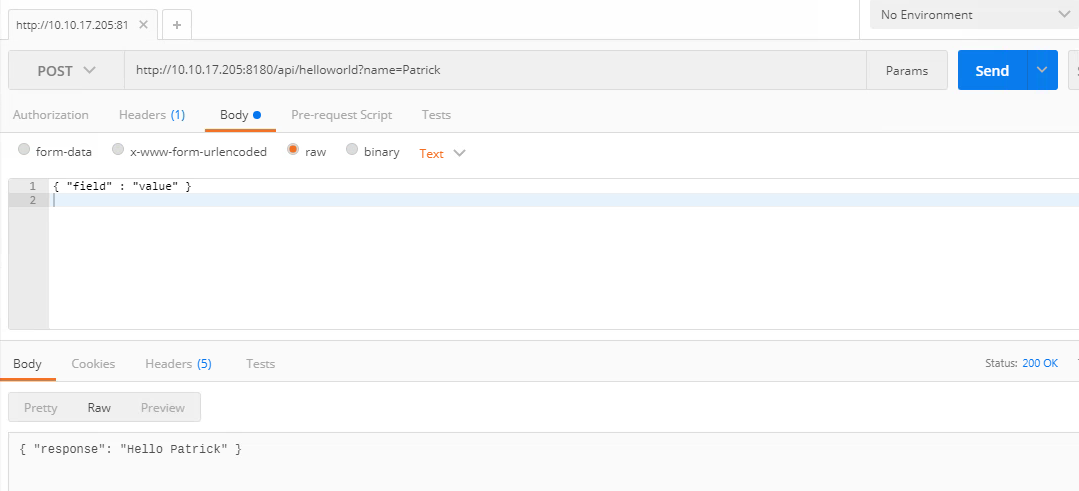 http://10.10.17.205:81 × +
No Environment
POST http://10.10.17.205:8180/api/helloworld?name=Patrick Params Send
Authorization Headers (1) Body Pre-request Script Tests
form-data x-www-form-urlencoded raw binary Text
1 { "field" : "value" }
2
Body Cookies Headers (5) Tests Status: 200 OK
Pretty Raw Preview
{ "response": "Hello Patrick" }